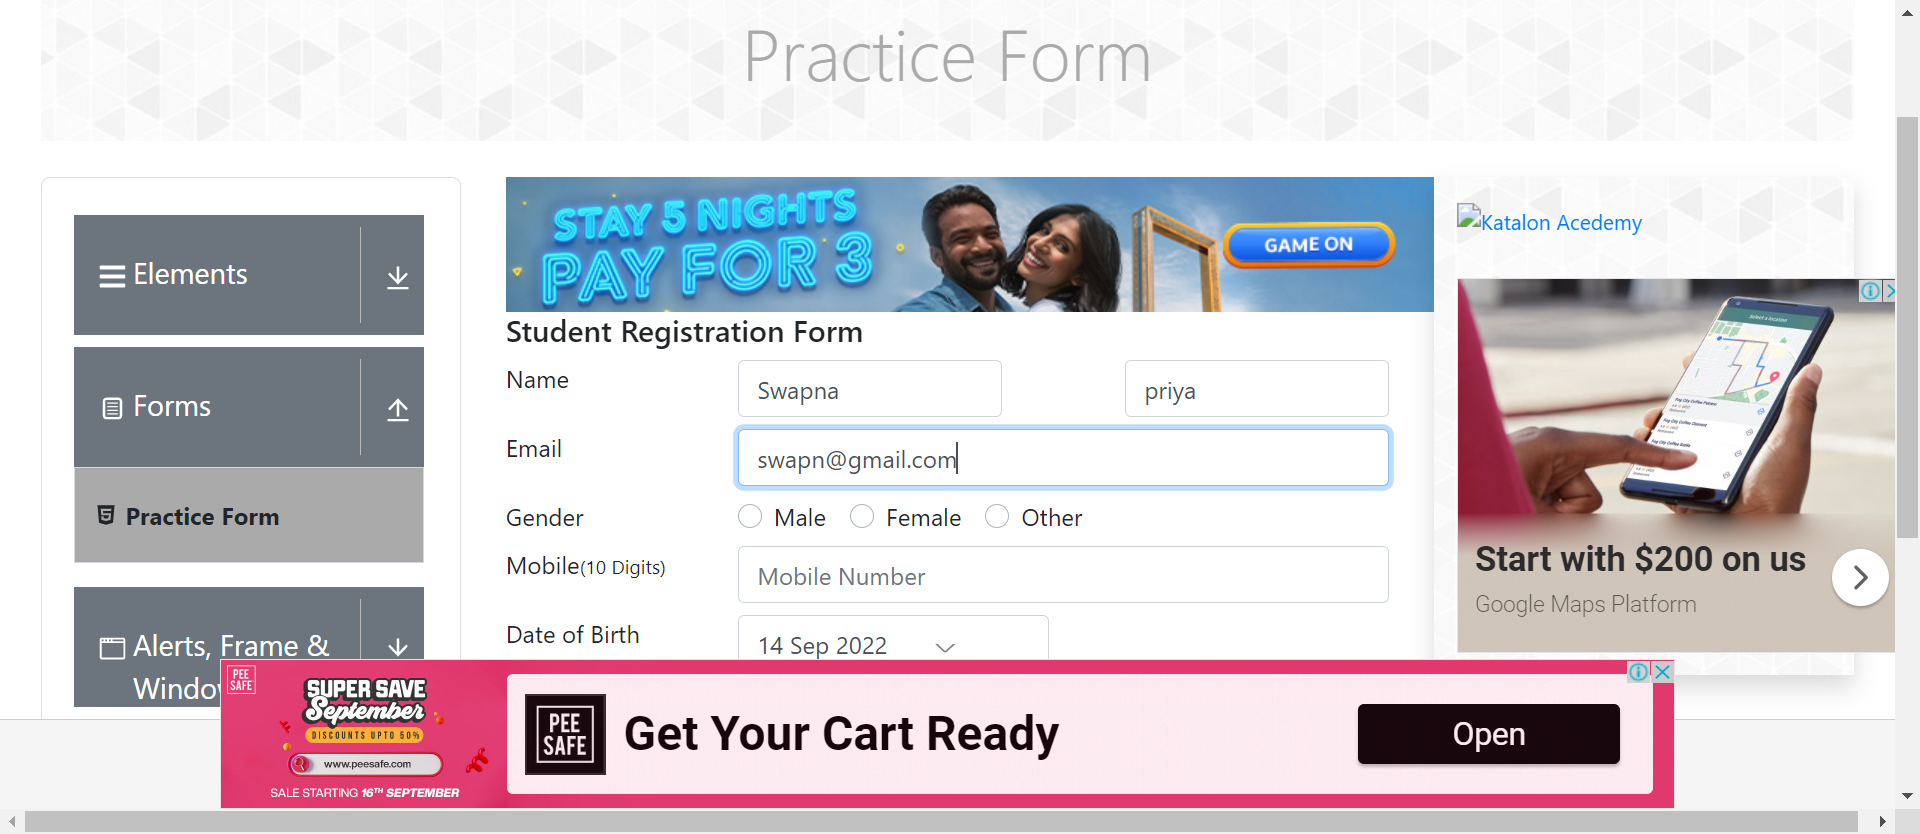 Practice Form
Elements
Forms
Practice Form
Alerts, Frame &
Windo
STAY 5 NIGHTS
PAY FOR 3
GAME ON
Student Registration Form
Name
Swapna
priya
Email
swapn@gmail.com
Gender
Male
Female
Other
Mobile(10 Digits)
Mobile Number
Date of Birth
14 Sep 2022
Katalon Acedemy
Select a location
Start with $200 on us
Google Maps Platform
PEE
SAFE
SUPER SAVE
September
DISCOUNTS UPTO 50%
www.peesafe.com
SALE STARTING 16TH SEPTEMBER
PEE
SAFE
Get Your Cart Ready
Open